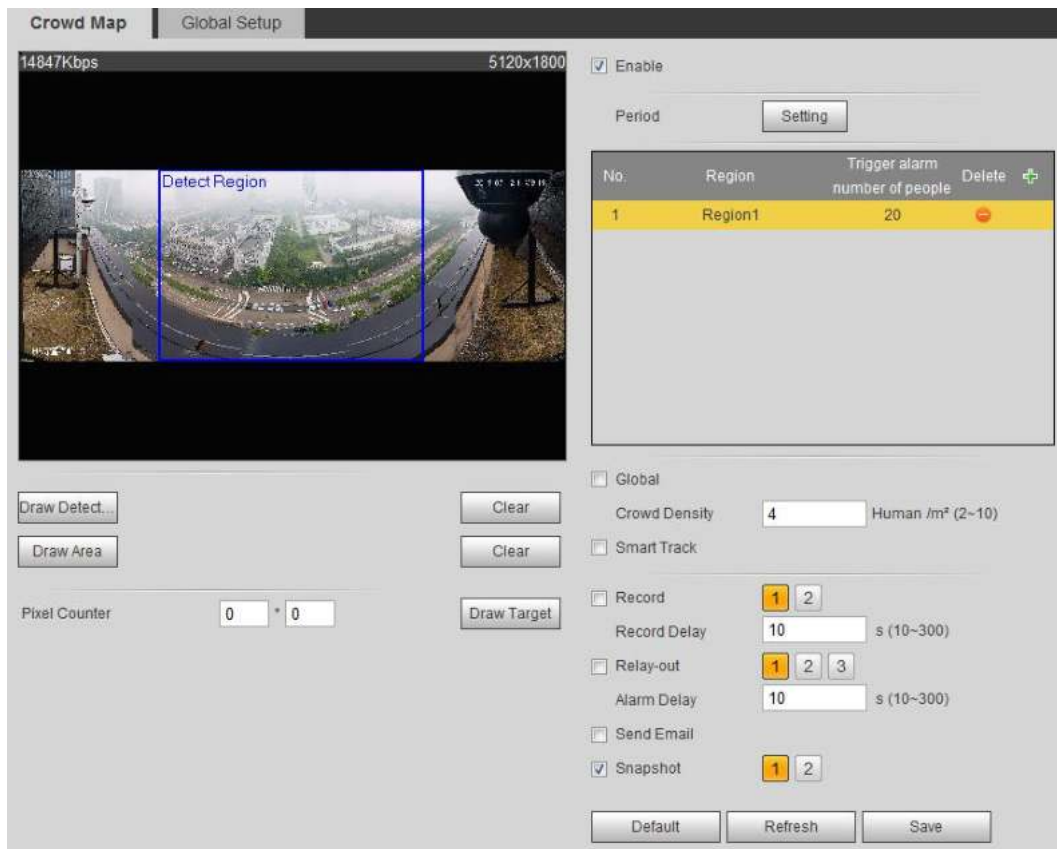 Crowd Map
Global Setup
14847Kbps
5120x1800
Detect Region
Draw Detect...
Clear
Draw Area
Clear
Pixel Counter
0 * 0
Draw Target
Enable
Period
Setting
No. Region Trigger alarm number of people Delete
1 Region1 20
Global
Crowd Density 4 Human /m² (2~10)
Smart Track
Record 1 2
Record Delay 10 s (10~300)
Relay-out 1 2 3
Alarm Delay 10 s (10~300)
Send Email
Snapshot 1 2
Default Refresh Save